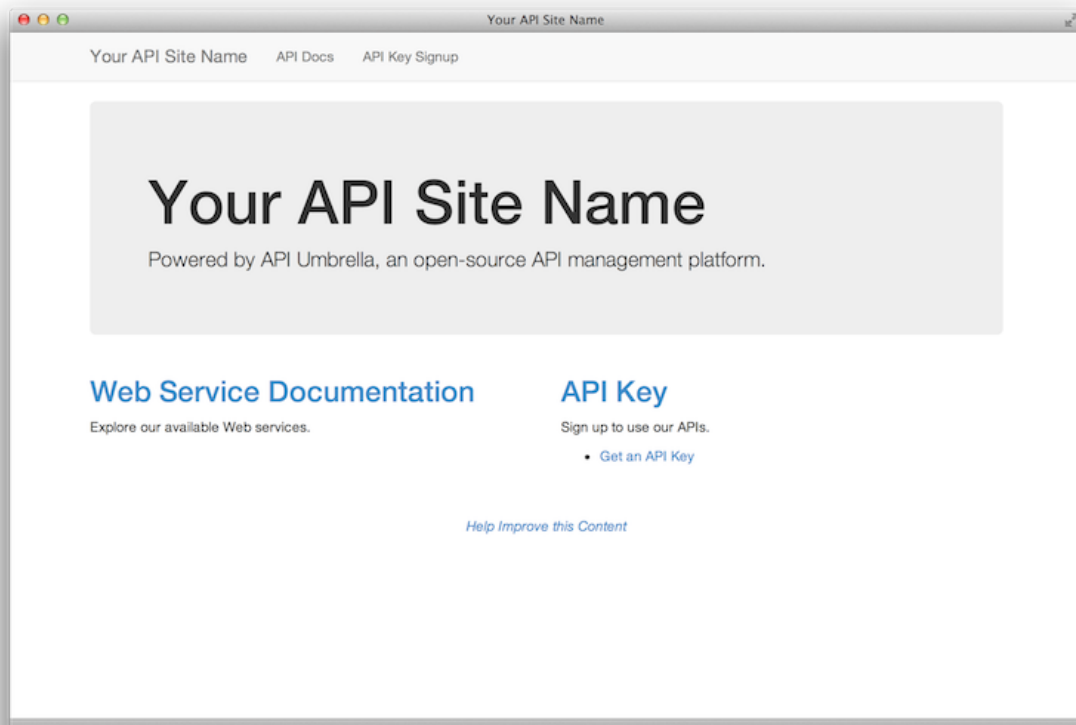 Your API Site Name
Your API Site Name API Docs API Key Signup
Your API Site Name
Powered by API Umbrella, an open-source API management platform.
Web Service Documentation
Explore our available Web services.
API Key
Sign up to use our APIs.
• Get an API Key
Help Improve this Content